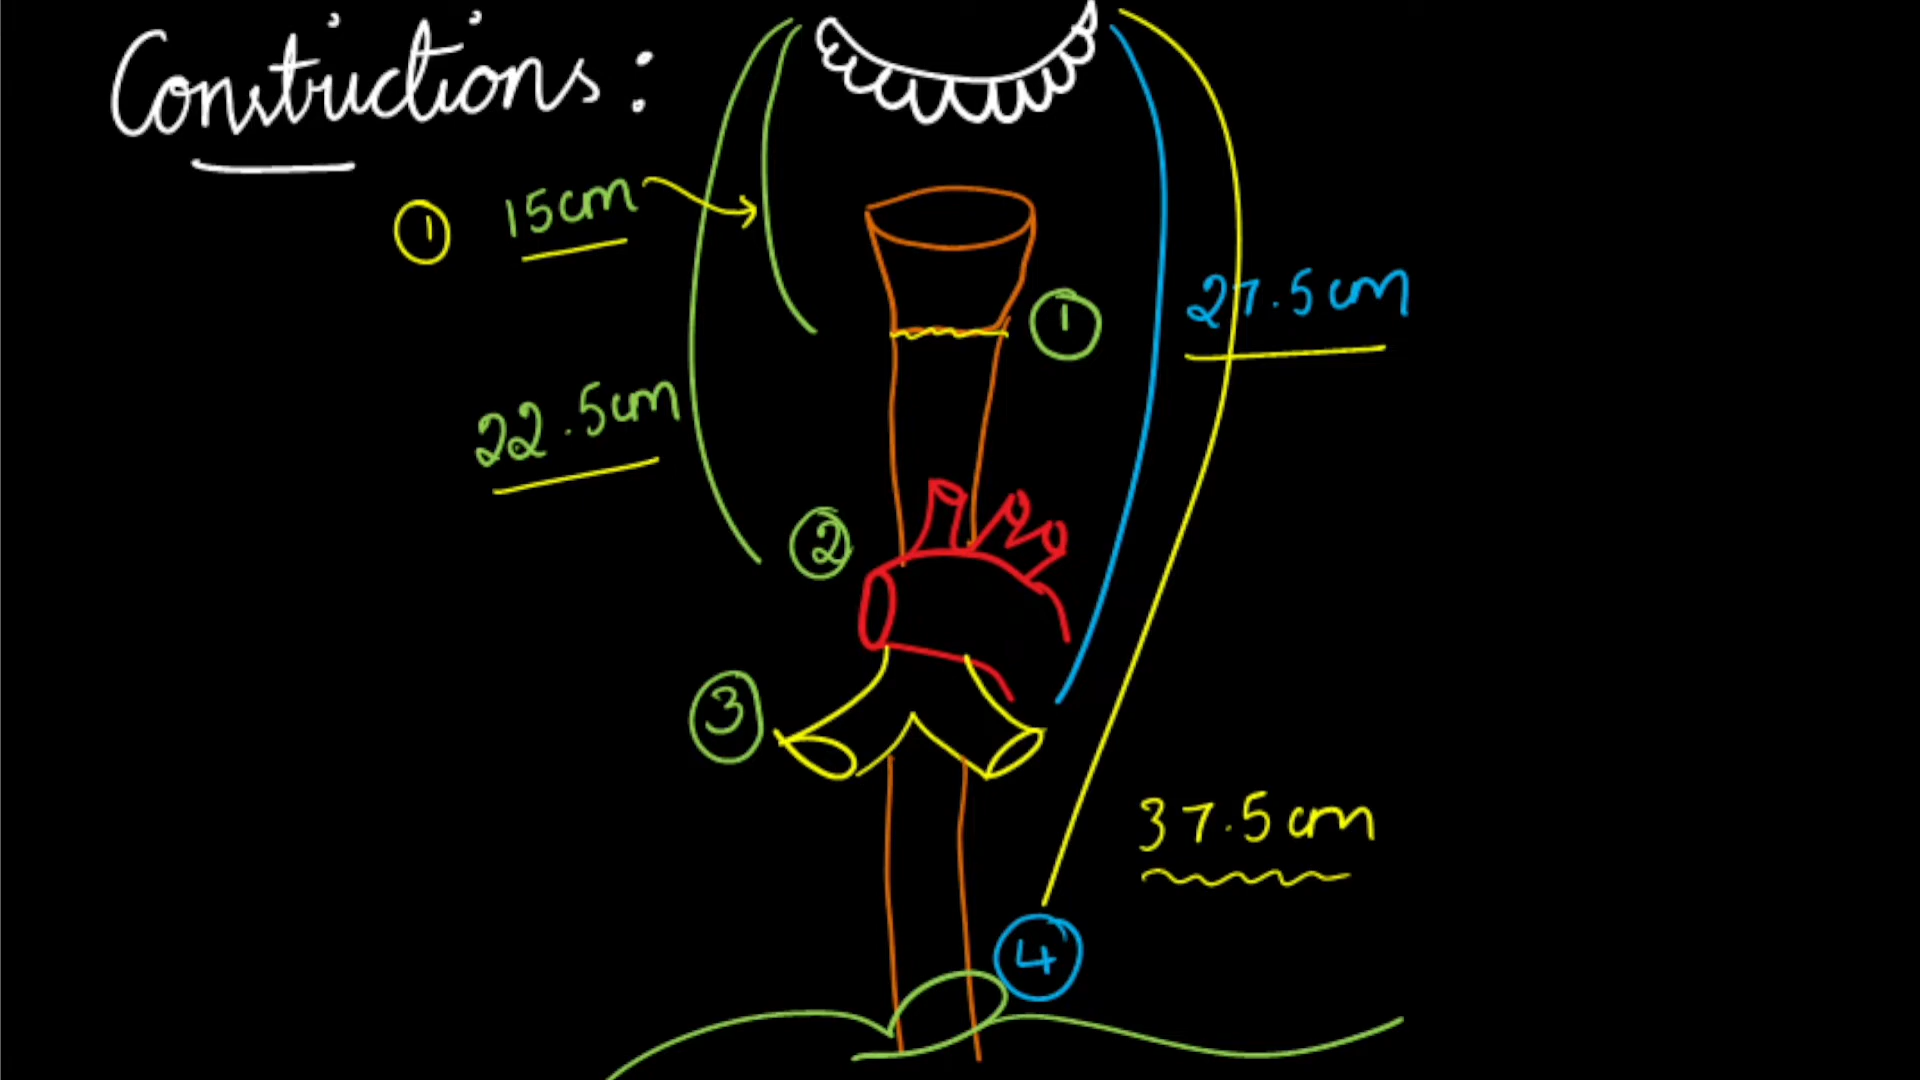 Constrictions :
① 15cm
①
27.5cm
22.5cm
②
③
37.5cm
④